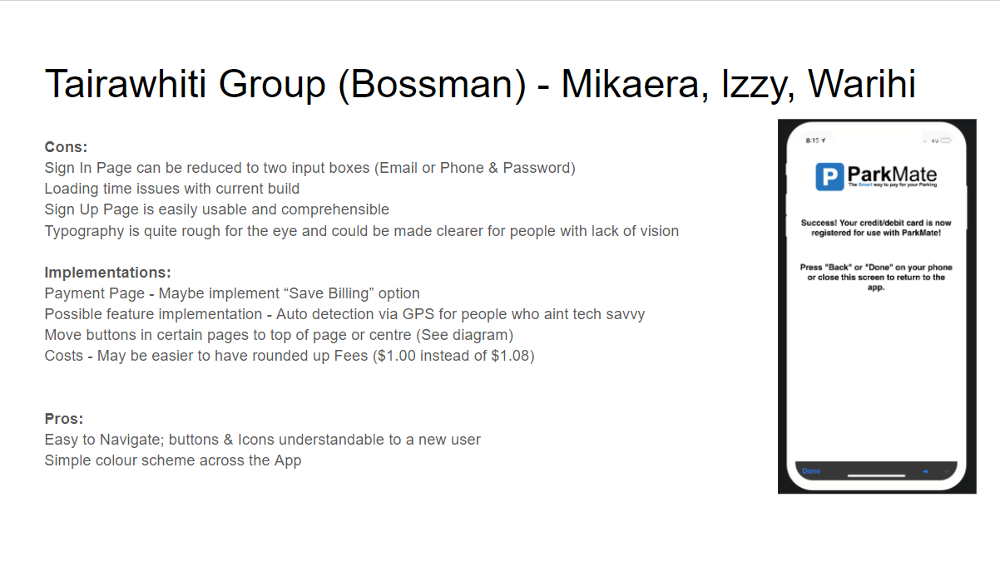 Tairawhiti Group (Bossman) - Mikaera, Izzy, Warihi
Cons:
Sign In Page can be reduced to two input boxes (Email or Phone & Password)
Loading time issues with current build
Sign Up Page is easily usable and comprehensible
Typography is quite rough for the eye and could be made clearer for people with lack of vision
Implementations:
Payment Page - Maybe implement “Save Billing” option
Possible feature implementation - Auto detection via GPS for people who aint tech savvy
Move buttons in certain pages to top of page or centre (See diagram)
Costs - May be easier to have rounded up Fees ($1.00 instead of $1.08)
Pros:
Easy to Navigate; buttons & Icons understandable to a new user
Simple colour scheme across the App
4G
P ParkMate
The Smart way to pay for your Parking
Success! Your credit/debit card is now
registered for use with ParkMate!
Press "Back" or "Done" on your phone
or close this screen to return to the
app.
Done